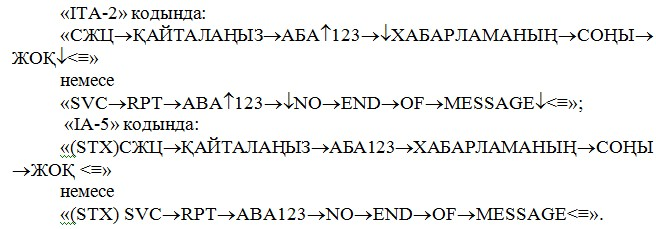 «ITA-2» кодында:
«СЖЦ→ҚАЙТАЛАҢЫЗ→АБА↑123→↓ХАБАРЛАМАНЫҢ→СОҢЫ→
ЖОҚ↓<≡»
немесе
«SVC→RPT→ABA↑123→↓NO→END→OF→MESSAGE↓<≡»;
«IA-5» кодында:
«(STX)СЖЦ→ҚАЙТАЛАҢЫЗ→АБА123→ХАБАРЛАМАНЫҢ→СОҢЫ
→ЖОҚ <≡»
немесе
«(STX) SVC→RPT→ABA123→NO→END→OF→MESSAGE<≡».